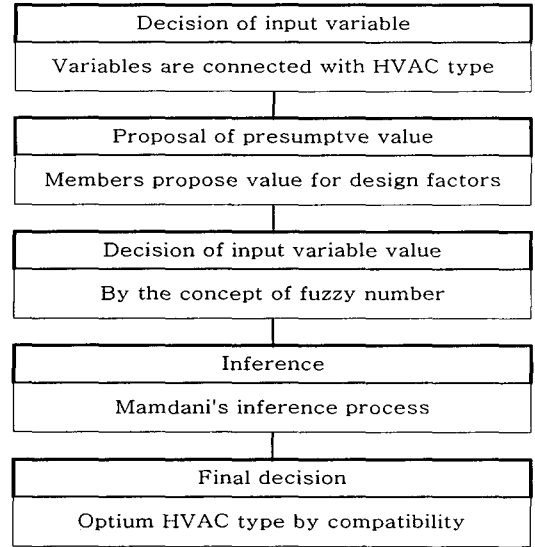 Decision of input variable
Variables are connected with HVAC type
Proposal of presumptve value
Members propose value for design factors
Decision of input variable value
By the concept of fuzzy number
Inference
Mamdani's inference process
Final decision
Optium HVAC type by compatibility